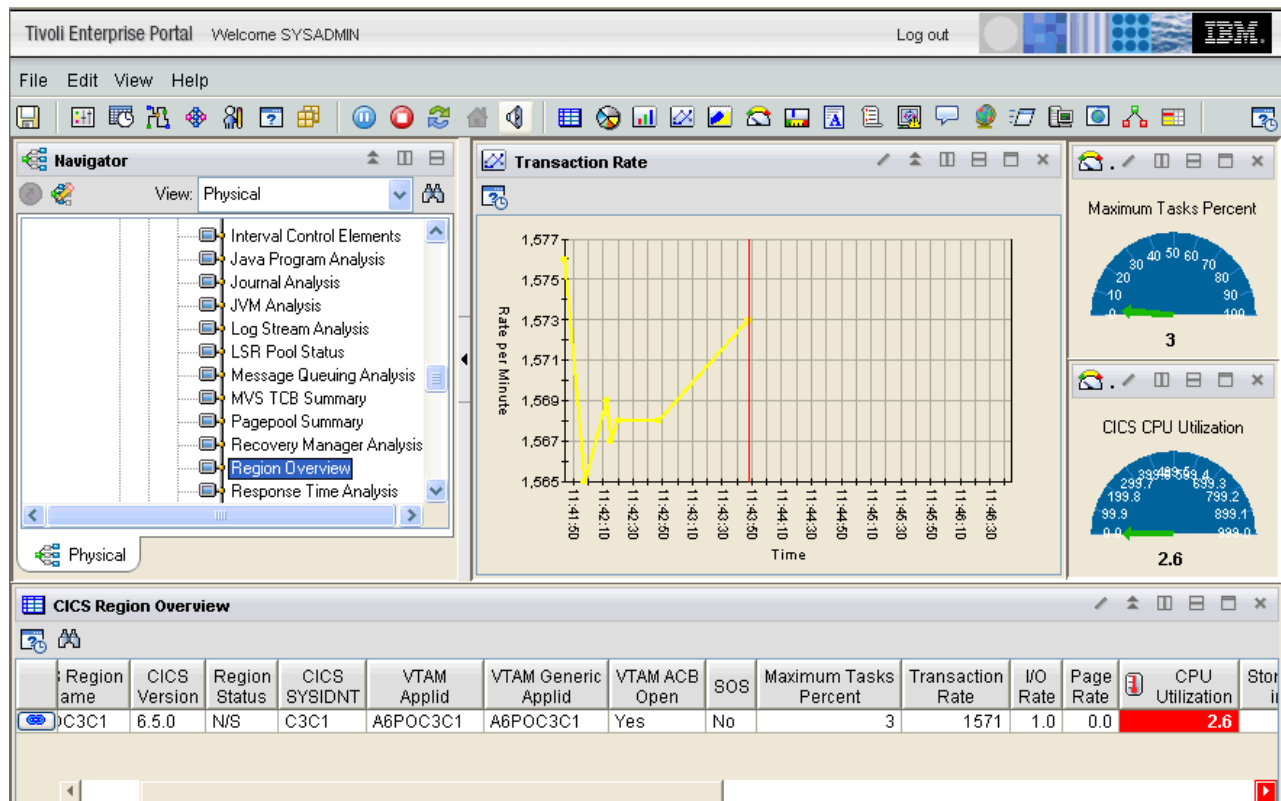 Tivoli Enterprise Portal Welcome SYSADMIN Log out IBM.
File Edit View Help
Navigator
View: Physical
Interval Control Elements
Java Program Analysis
Journal Analysis
JVM Analysis
Log Stream Analysis
LSR Pool Status
Message Queuing Analysis
MVS TCB Summary
Pagepool Summary
Recovery Manager Analysis
Region Overview
Response Time Analysis
Physical
Transaction Rate
Rate per Minute
1,577
1,575
1,573
1,571
1,569
1,567
1,565
11:41:50 11:42:10 11:42:30 11:42:50 11:43:10 11:43:30 11:43:50 11:44:10 11:44:30 11:44:50 11:45:10 11:45:30 11:45:50 11:46:10 11:46:30
Time
Maximum Tasks Percent
0 10 20 30 40 50 60 70 80 90 100
3
CICS CPU Utilization
0.0 99.9 199.8 299.7 699.3 799.2 899.1 999.0
2.6
CICS Region Overview
Region ame CICS Version Region Status CICS SYSIDNT VTAM Applid VTAM Generic Applid VTAM ACB Open SOS Maximum Tasks Percent Transaction Rate I/O Rate Page Rate CPU Utilization Stor i
C3C1 6.5.0 N/S C3C1 A6POC3C1 A6POC3C1 Yes No 3 1571 1.0 0.0 2.6